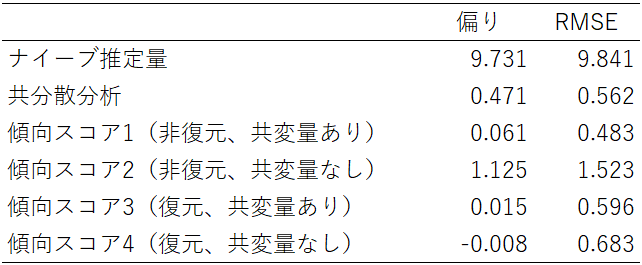 偏り RMSE
ナイーブ推定量 9.731 9.841
共分散分析 0.471 0.562
傾向スコア1（非復元、共変量あり） 0.061 0.483
傾向スコア2（非復元、共変量なし） 1.125 1.523
傾向スコア3（復元、共変量あり） 0.015 0.596
傾向スコア4（復元、共変量なし） -0.008 0.683